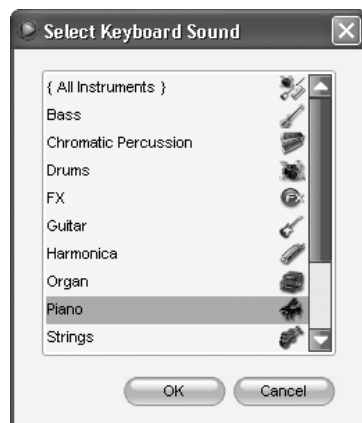 Select Keyboard Sound
{ All Instruments }
Bass
Chromatic Percussion
Drums
FX
Guitar
Harmonica
Organ
Piano
Strings
OK
Cancel